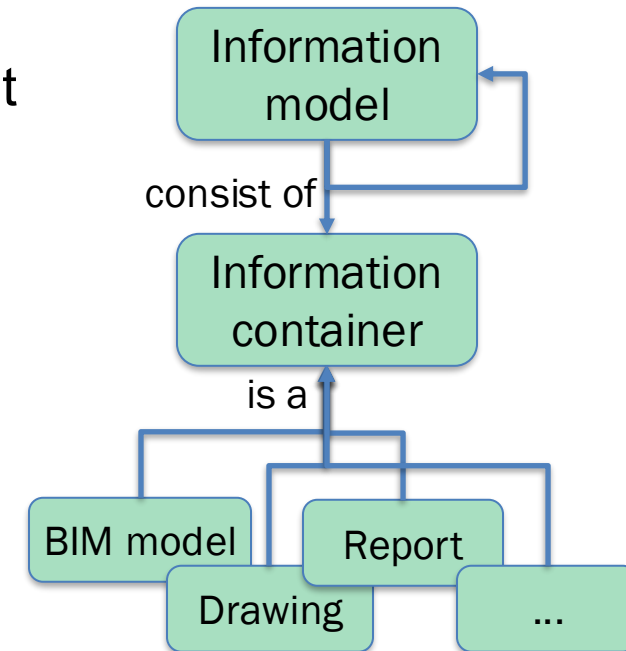 Information
model
t
consist of
Information
container
is a
BIM model
Report
Drawing
...